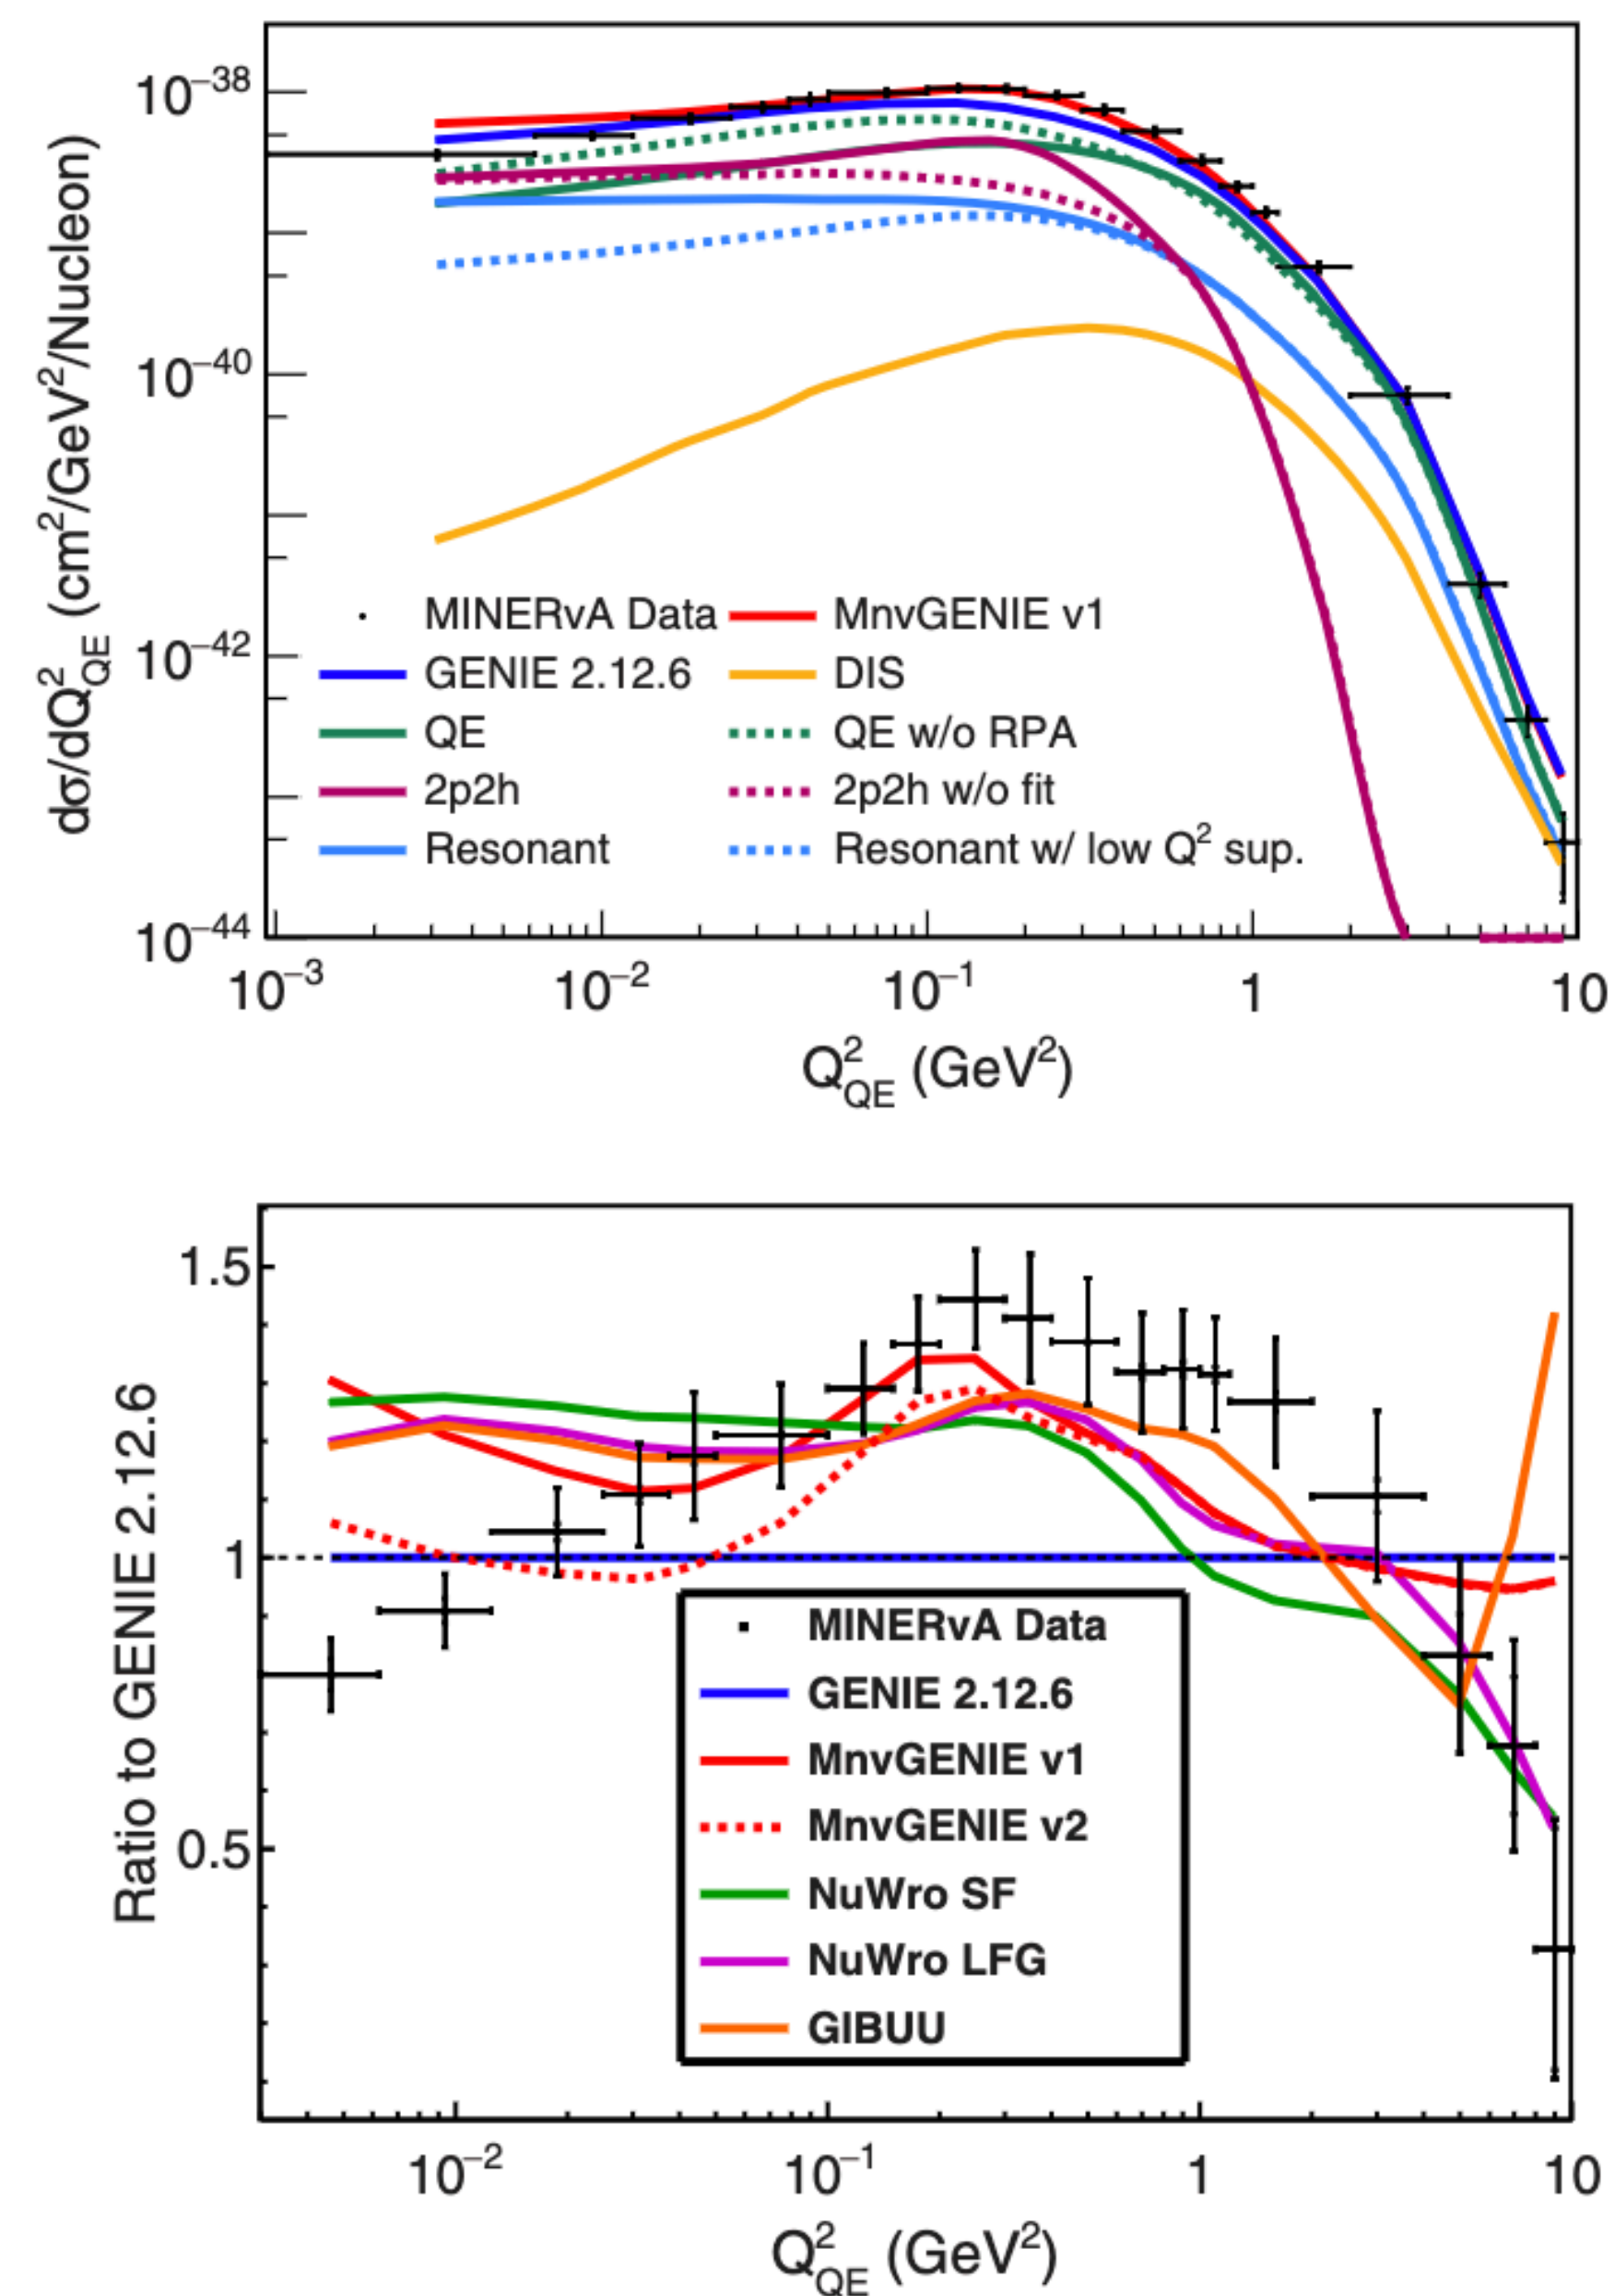 dσ/dQ²_QE (cm²/GeV²/Nucleon)
10⁻³⁸
10⁻⁴⁰
10⁻⁴²
10⁻⁴⁴
MINERvA Data MnvGENIE v1
GENIE 2.12.6 DIS
QE QE w/o RPA
2p2h 2p2h w/o fit
Resonant Resonant w/ low Q² sup.
10⁻³ 10⁻² 10⁻¹ 1 10
Q²_QE (GeV²)
Ratio to GENIE 2.12.6
1.5
1
0.5
MINERvA Data
GENIE 2.12.6
MnvGENIE v1
MnvGENIE v2
NuWro SF
NuWro LFG
GIBUU
10⁻² 10⁻¹ 1 10
Q²_QE (GeV²)